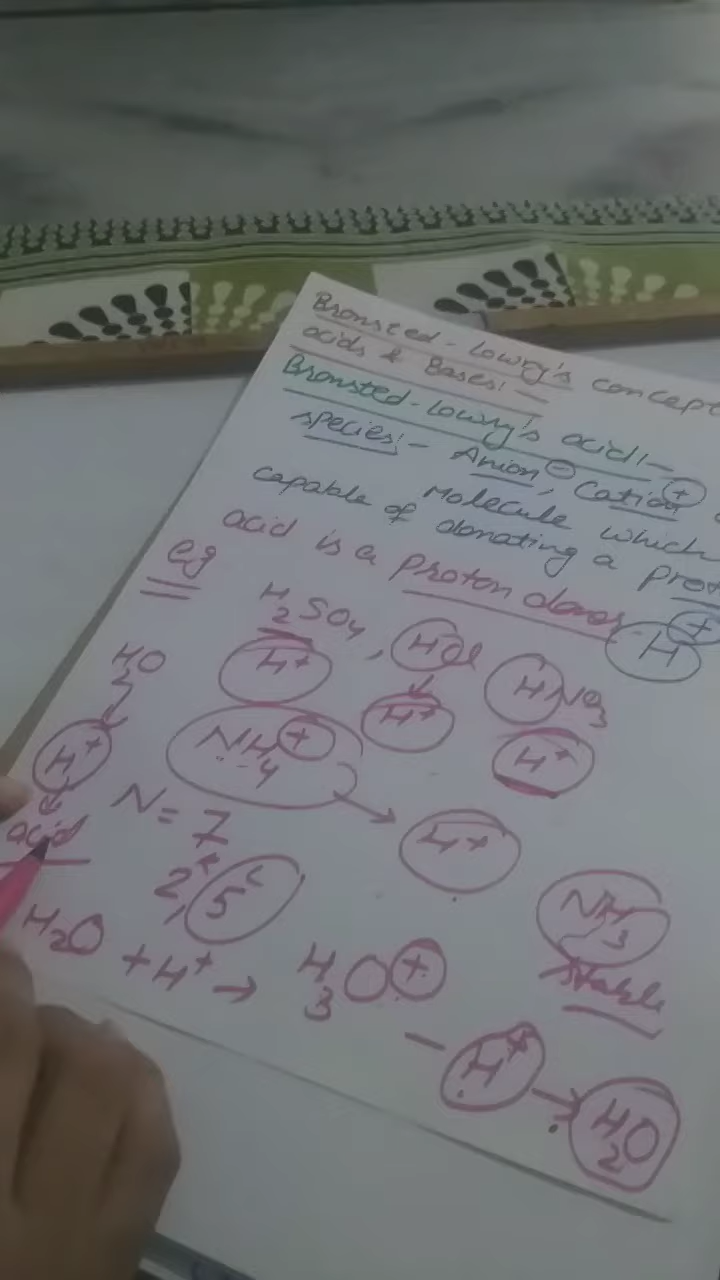 Bronsted-Lowry's concept
acids & Bases:-
Bronsted-Lowry's acid:-
species:- Anion⊖, Cation⊕
Molecule which
capable of donating a prot
acid is a proton donor. H⊕
eg
H2SO4, HCl HNO3
H+ H+ H+
H2O
H+
acid
NH4⊕ → H+
N=7
2, 5
NH3
stable
H2O + H+ → H3O⊕
- H+ → H2O